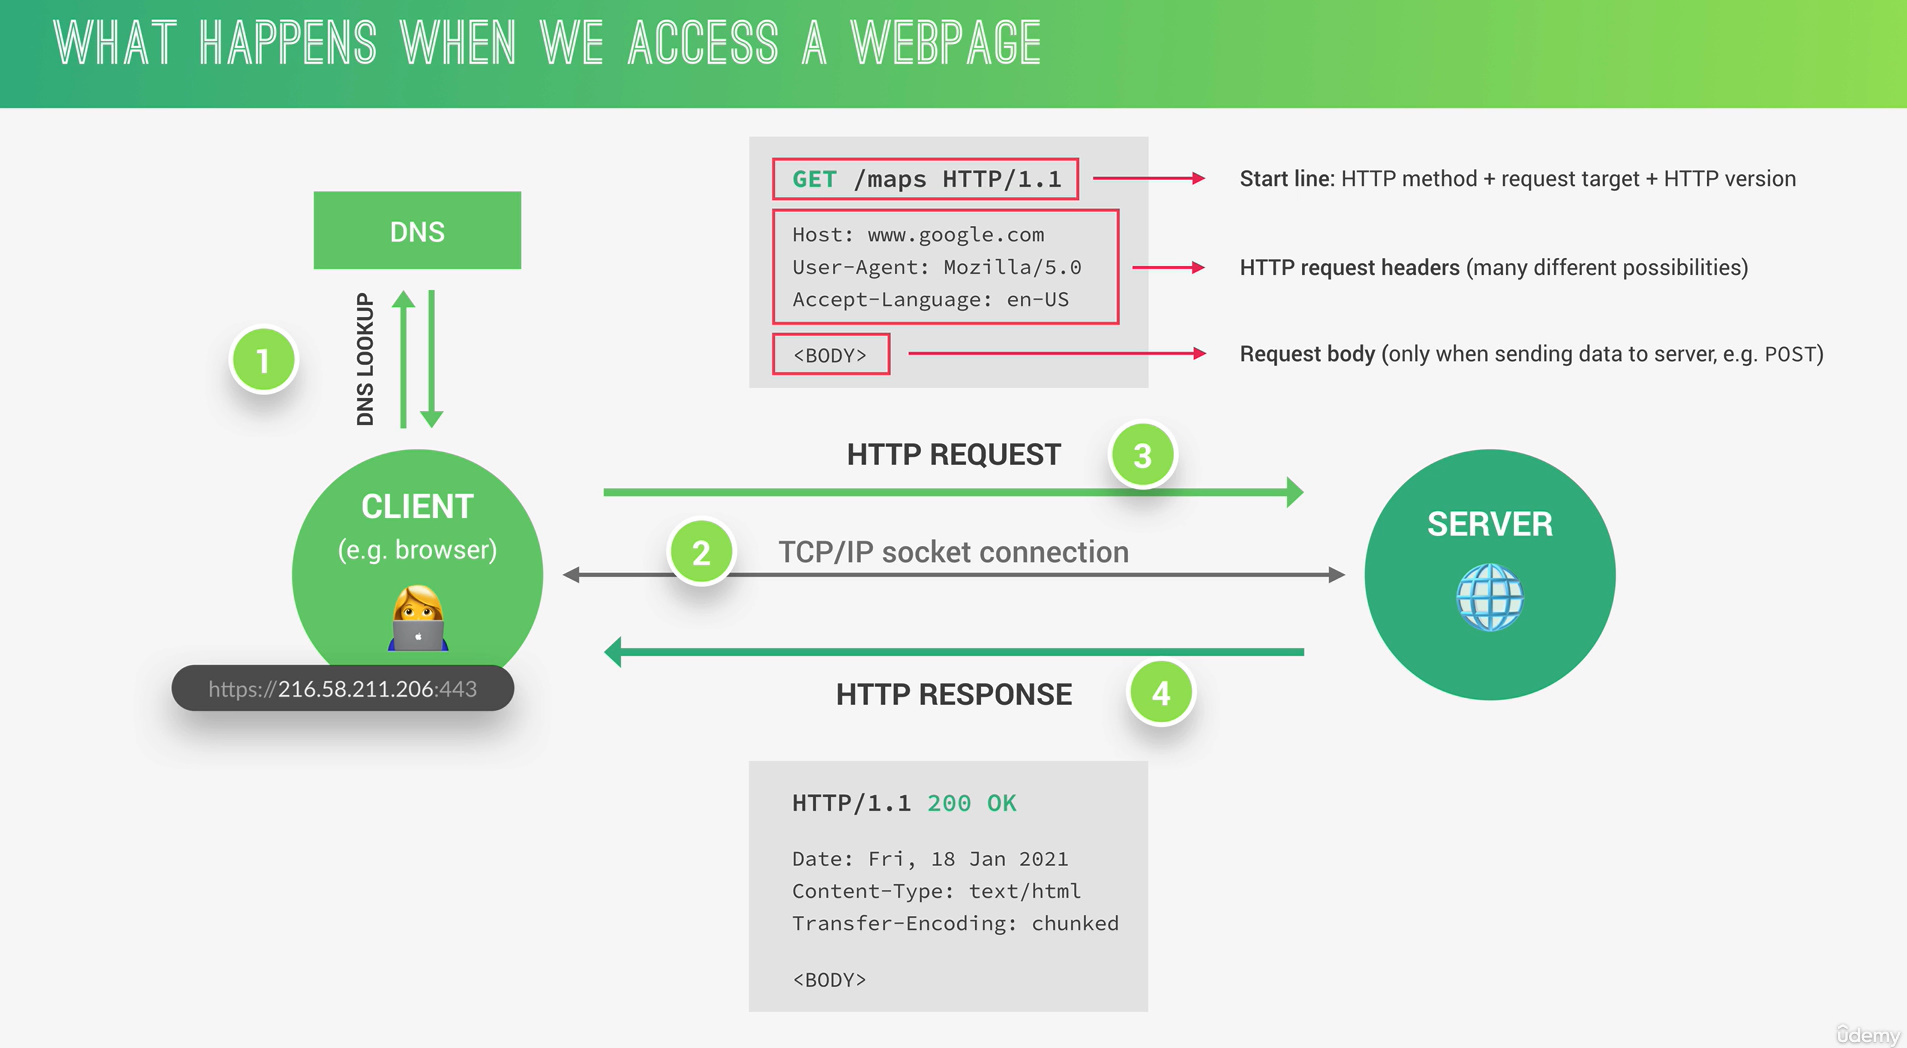 WHAT HAPPENS WHEN WE ACCESS A WEBPAGE
GET /maps HTTP/1.1
Start line: HTTP method + request target + HTTP version
DNS
Host: www.google.com
User-Agent: Mozilla/5.0
Accept-Language: en-US
HTTP request headers (many different possibilities)
<BODY>
Request body (only when sending data to server, e.g. POST)
1
DNS LOOKUP
HTTP REQUEST
3
CLIENT
(e.g. browser)
SERVER
2
TCP/IP socket connection
https://216.58.211.206:443
HTTP RESPONSE
4
HTTP/1.1 200 OK
Date: Fri, 18 Jan 2021
Content-Type: text/html
Transfer-Encoding: chunked
<BODY>
ûdemy